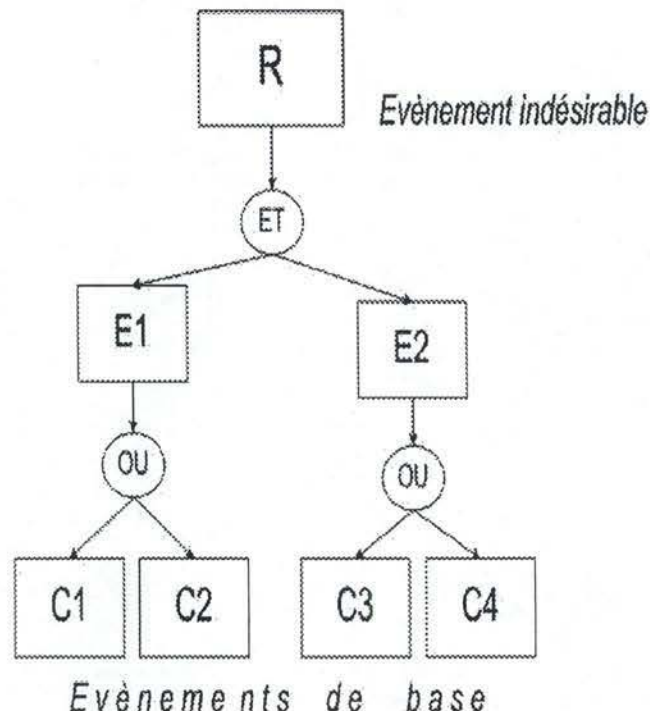 R
Evènement indésirable
ET
E1
E2
OU
OU
C1
C2
C3
C4
Evènements de base